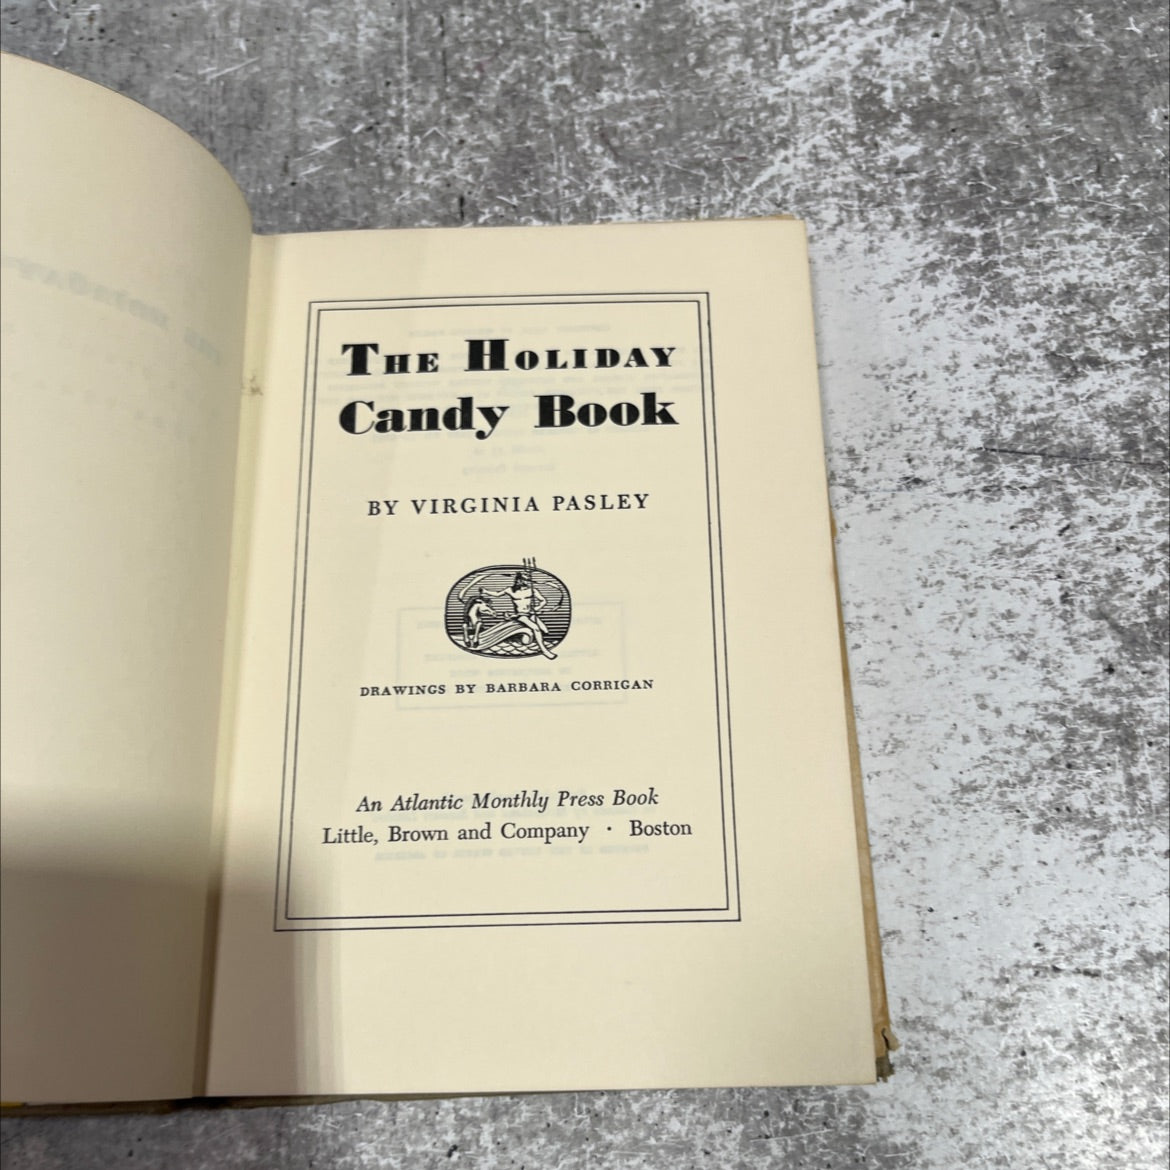 THE HOLIDAY
Candy Book
BY VIRGINIA PASLEY
DRAWINGS BY BARBARA CORRIGAN
An Atlantic Monthly Press Book
Little, Brown and Company · Boston